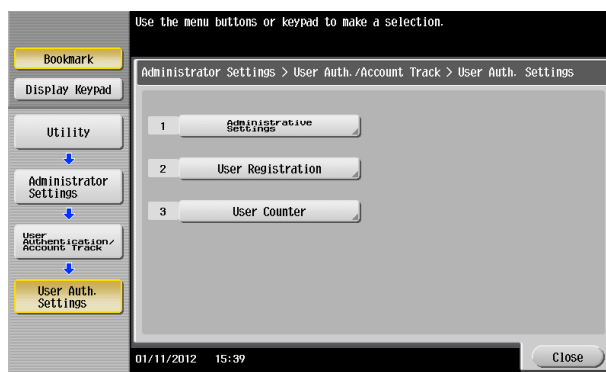 Use the menu buttons or keypad to make a selection.
Bookmark
Display Keypad
Utility
Administrator
Settings
User
Authentication/
Account Track
User Auth.
Settings
Administrator Settings > User Auth./Account Track > User Auth. Settings
1 Administrative
Settings
2 User Registration
3 User Counter
01/11/2012 15:39
Close